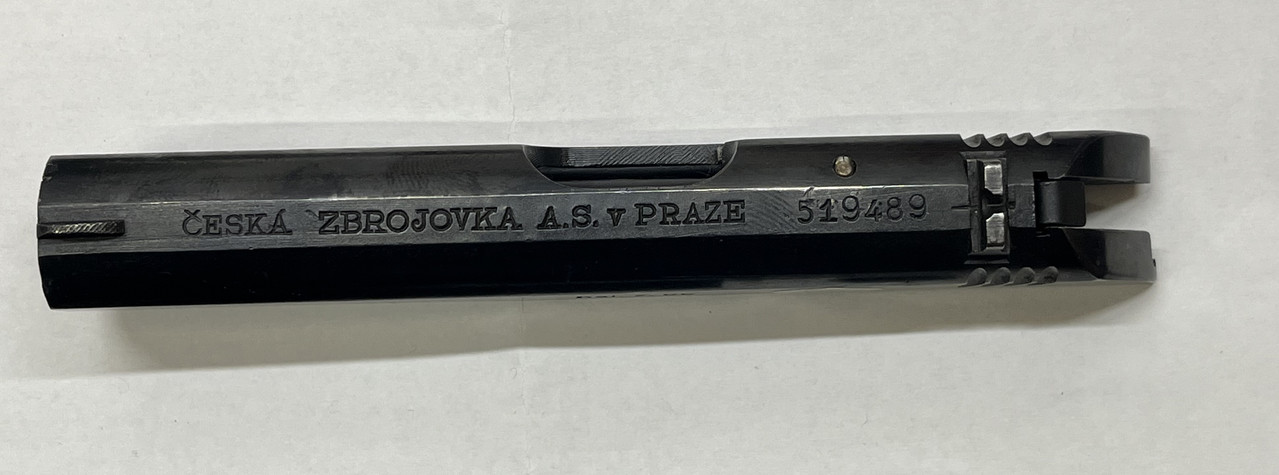 ČESKÁ ZBROJOVKA A.S. v PRAZE 519489